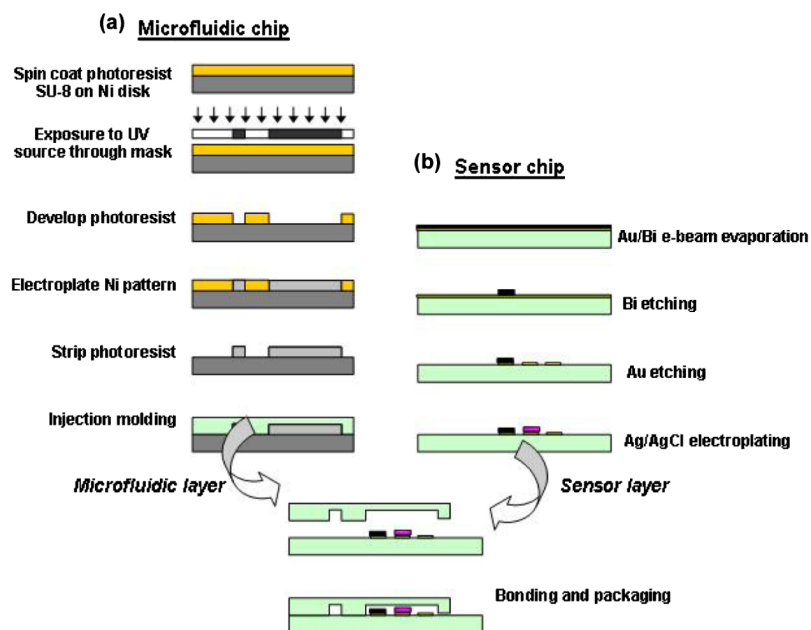 (a) Microfluidic chip
Spin coat photoresist
SU-8 on Ni disk
Exposure to UV
source through mask
Develop photoresist
Electroplate Ni pattern
Strip photoresist
Injection molding
Microfluidic layer
(b) Sensor chip
Au/Bi e-beam evaporation
Bi etching
Au etching
Ag/AgCl electroplating
Sensor layer
Bonding and packaging